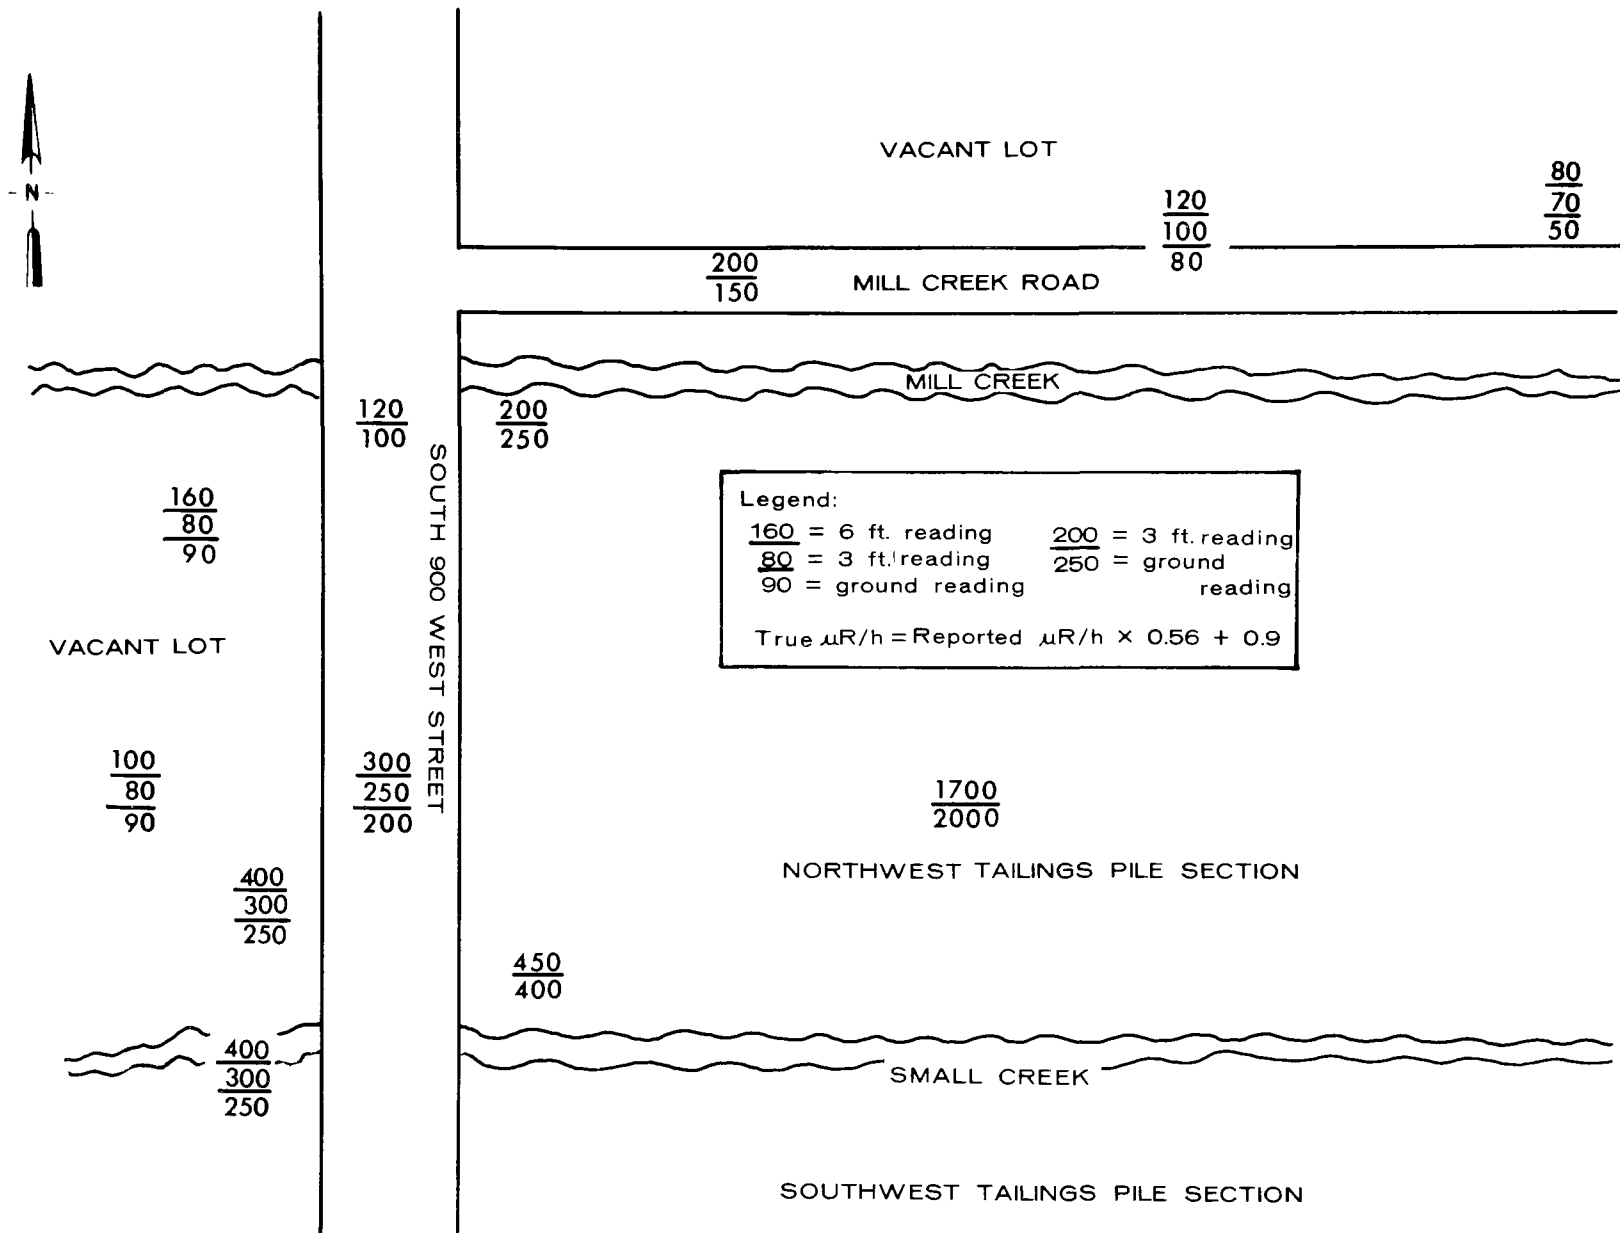 N
VACANT LOT
80
70
50
120
100
80
200
150
MILL CREEK ROAD
MILL CREEK
120
100
200
250
SOUTH 900 WEST STREET
160
80
90
Legend:
160 = 6 ft. reading
80 = 3 ft. reading
90 = ground reading
200 = 3 ft. reading
250 = ground
reading
True μR/h = Reported μR/h × 0.56 + 0.9
VACANT LOT
100
80
90
300
250
200
1700
2000
NORTHWEST TAILINGS PILE SECTION
400
300
250
450
400
400
300
250
SMALL CREEK
SOUTHWEST TAILINGS PILE SECTION